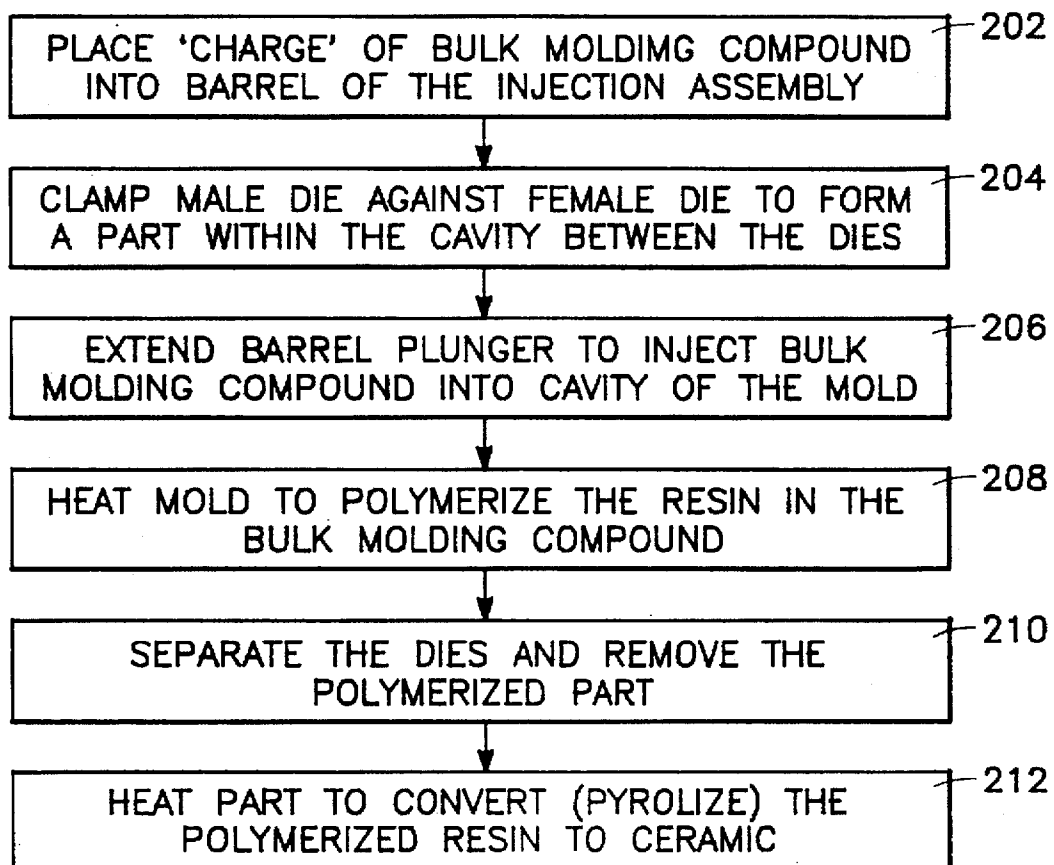 PLACE 'CHARGE' OF BULK MOLDIMG COMPOUND
INTO BARREL OF THE INJECTION ASSEMBLY
202
CLAMP MALE DIE AGAINST FEMALE DIE TO FORM
A PART WITHIN THE CAVITY BETWEEN THE DIES
204
EXTEND BARREL PLUNGER TO INJECT BULK
MOLDING COMPOUND INTO CAVITY OF THE MOLD
206
HEAT MOLD TO POLYMERIZE THE RESIN IN THE
BULK MOLDING COMPOUND
208
SEPARATE THE DIES AND REMOVE THE
POLYMERIZED PART
210
HEAT PART TO CONVERT (PYROLIZE) THE
POLYMERIZED RESIN TO CERAMIC
212